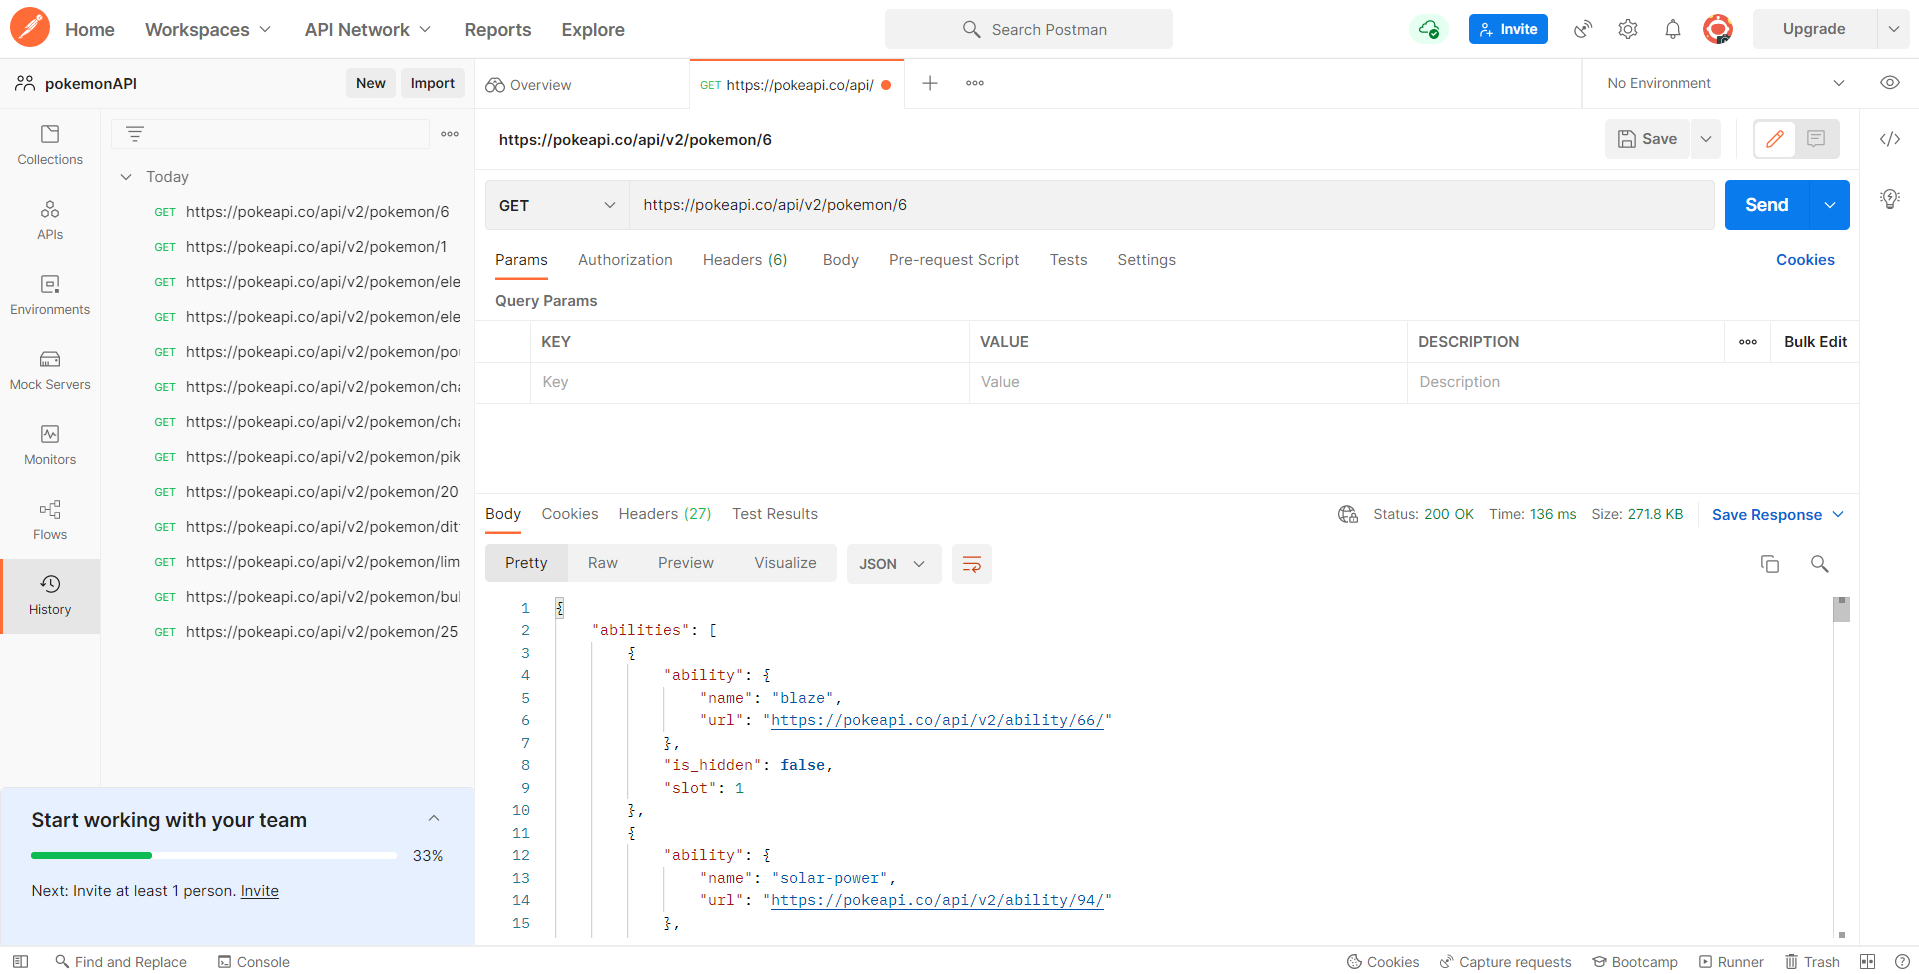 Home Workspaces API Network Reports Explore Search Postman Invite Upgrade
pokemonAPI New Import Overview GET https://pokeapi.co/api/ No Environment
https://pokeapi.co/api/v2/pokemon/6 Save
Collections
APIs
Environments
Mock Servers
Monitors
Flows
History
Today
GET https://pokeapi.co/api/v2/pokemon/6
GET https://pokeapi.co/api/v2/pokemon/1
GET https://pokeapi.co/api/v2/pokemon/ele
GET https://pokeapi.co/api/v2/pokemon/ele
GET https://pokeapi.co/api/v2/pokemon/po
GET https://pokeapi.co/api/v2/pokemon/cha
GET https://pokeapi.co/api/v2/pokemon/cha
GET https://pokeapi.co/api/v2/pokemon/pik
GET https://pokeapi.co/api/v2/pokemon/20
GET https://pokeapi.co/api/v2/pokemon/dit
GET https://pokeapi.co/api/v2/pokemon/lim
GET https://pokeapi.co/api/v2/pokemon/bul
GET https://pokeapi.co/api/v2/pokemon/25
Start working with your team
33%
Next: Invite at least 1 person. Invite
GET https://pokeapi.co/api/v2/pokemon/6 Send
Params Authorization Headers (6) Body Pre-request Script Tests Settings Cookies
Query Params
KEY VALUE DESCRIPTION Bulk Edit
Key Value Description
Body Cookies Headers (27) Test Results Status: 200 OK Time: 136 ms Size: 271.8 KB Save Response
Pretty Raw Preview Visualize JSON
1 {
2 "abilities": [
3 {
4 "ability": {
5 "name": "blaze",
6 "url": "https://pokeapi.co/api/v2/ability/66/"
7 },
8 "is_hidden": false,
9 "slot": 1
10 },
11 {
12 "ability": {
13 "name": "solar-power",
14 "url": "https://pokeapi.co/api/v2/ability/94/"
15 },
Find and Replace Console Cookies Capture requests Bootcamp Runner Trash